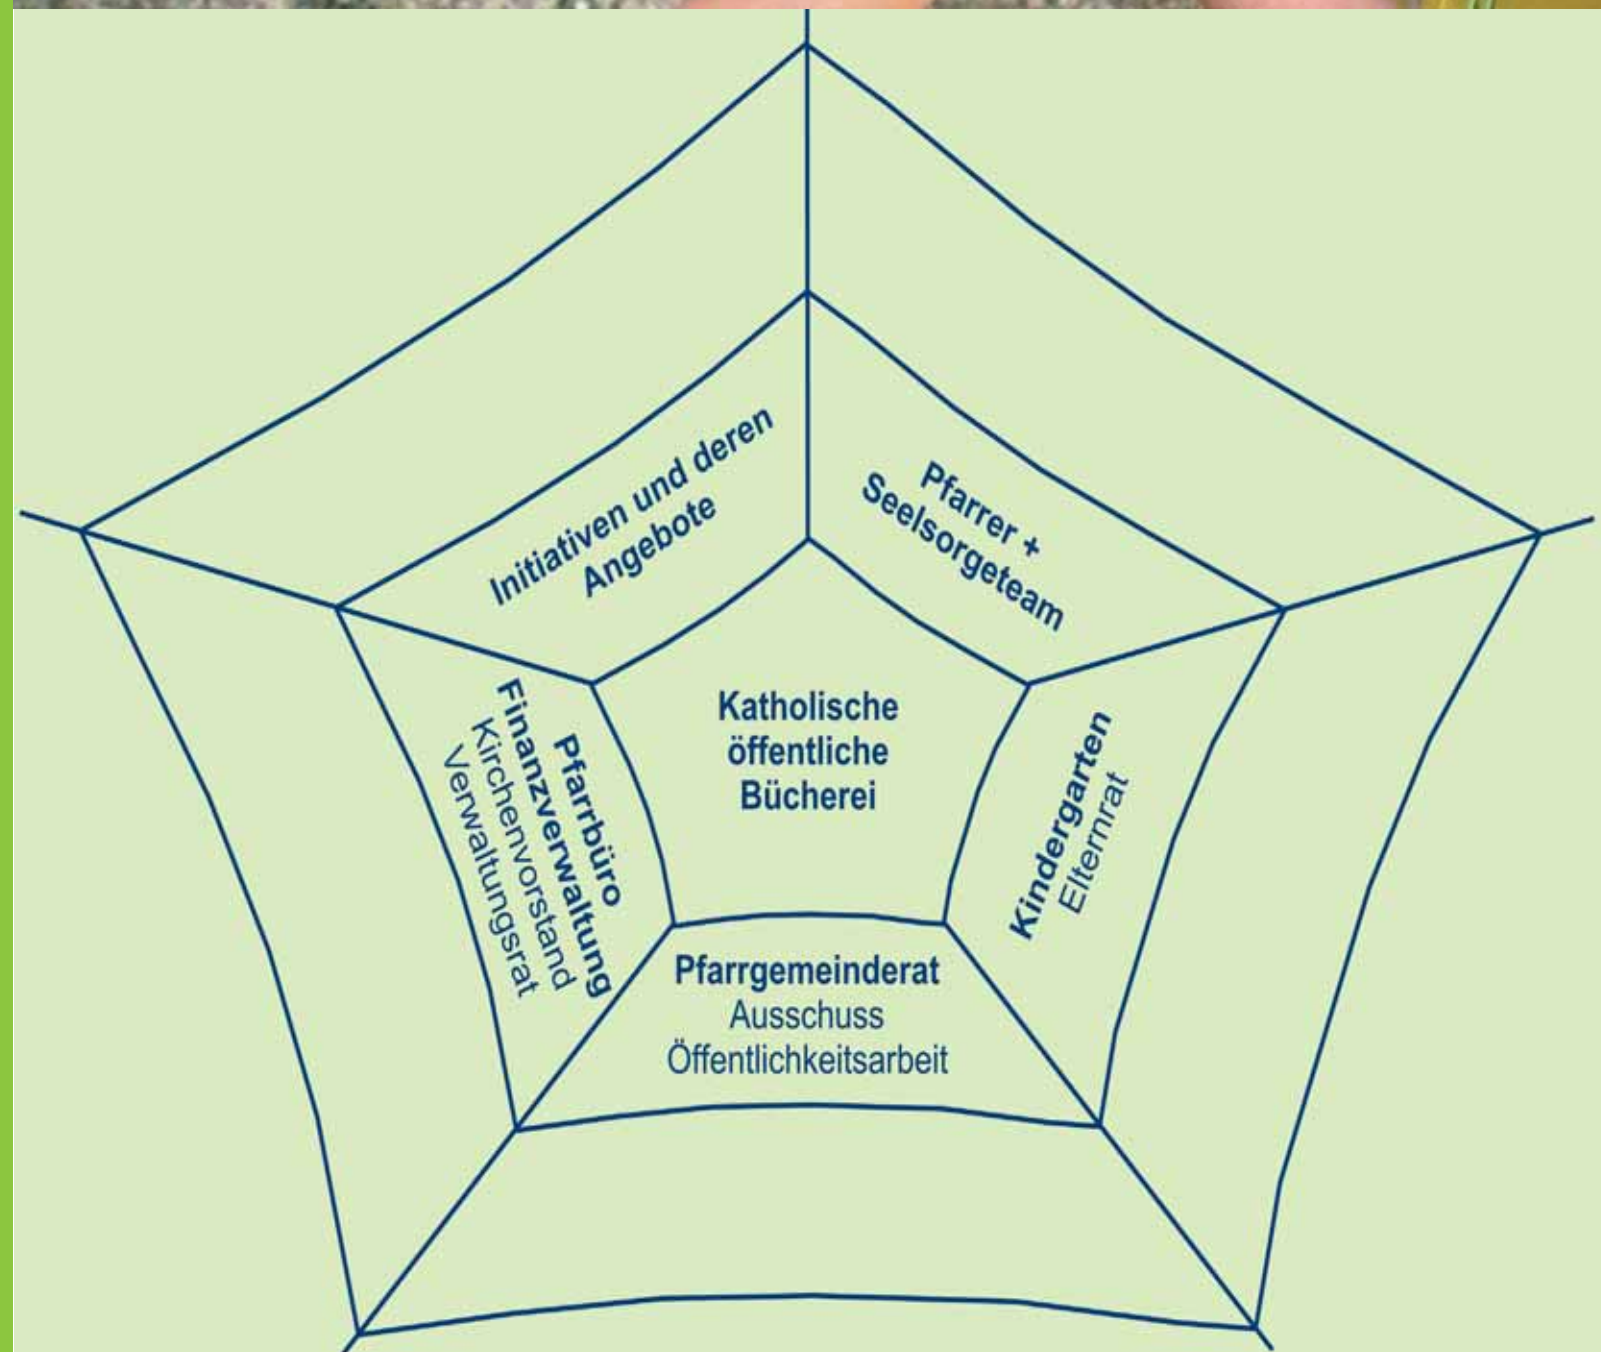 Initiativen und deren
Angebote
Pfarrer +
Seelsorgeteam
Katholische
öffentliche
Bücherei
Pfarrbüro
Finanzverwaltung
Kirchenvorstand
Verwaltungsrat
Kindergarten
Elternrat
Pfarrgemeinderat
Ausschuss
Öffentlichkeitsarbeit